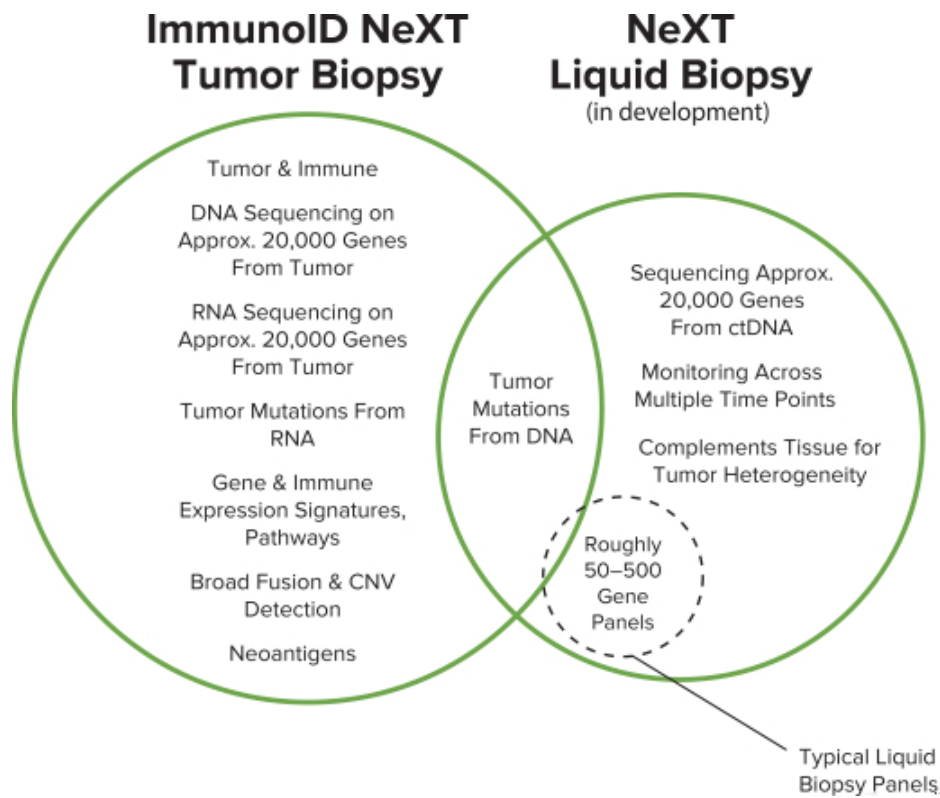 ImmunoID NeXT
Tumor Biopsy
NeXT
Liquid Biopsy
(in development)
Tumor & Immune
DNA Sequencing on
Approx. 20,000 Genes
From Tumor
RNA Sequencing on
Approx. 20,000 Genes
From Tumor
Tumor Mutations From
RNA
Gene & Immune
Expression Signatures,
Pathways
Broad Fusion & CNV
Detection
Neoantigens
Tumor
Mutations
From DNA
Sequencing Approx.
20,000 Genes
From ctDNA
Monitoring Across
Multiple Time Points
Complements Tissue for
Tumor Heterogeneity
Roughly
50–500
Gene
Panels
Typical Liquid
Biopsy Panels